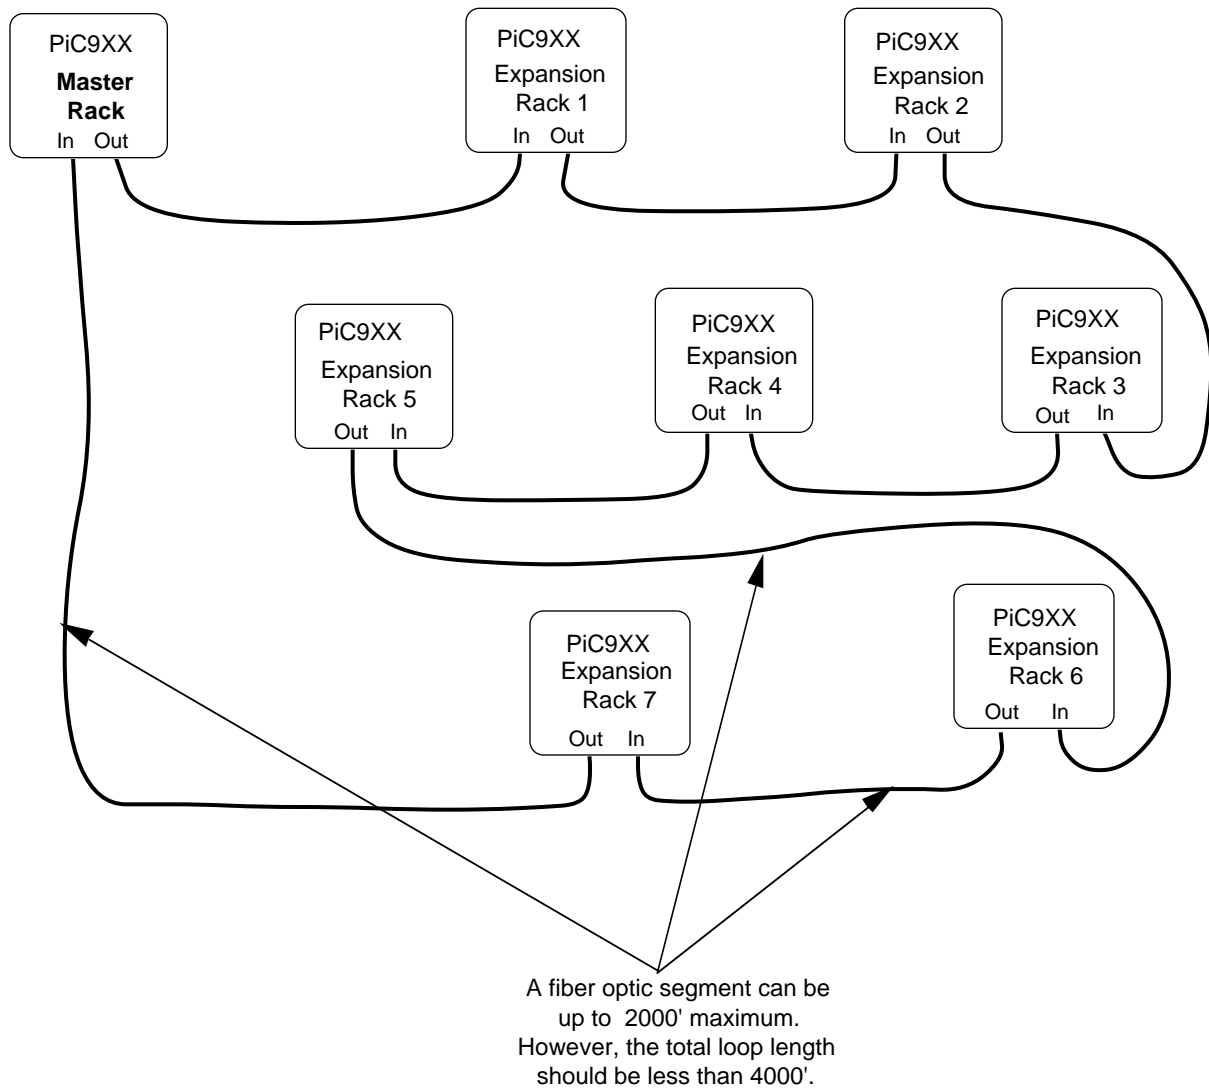 PiC9XX
Master
Rack
In Out
PiC9XX
Expansion
Rack 1
In Out
PiC9XX
Expansion
Rack 2
In Out
PiC9XX
Expansion
Rack 5
Out In
PiC9XX
Expansion
Rack 4
Out In
PiC9XX
Expansion
Rack 3
Out In
PiC9XX
Expansion
Rack 7
Out In
PiC9XX
Expansion
Rack 6
Out In
A fiber optic segment can be
up to 2000' maximum.
However, the total loop length
should be less than 4000'.